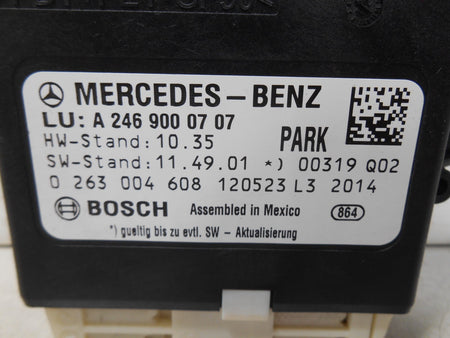 MERCEDES-BENZ
LU: A 246 900 07 07
HW-Stand: 10.35 PARK
SW-Stand: 11.49.01 *) 00319 Q02
0 263 004 608 120523 L3 2014
BOSCH Assembled in Mexico 864
*) gueltig bis zu evtl. SW - Aktualisierung